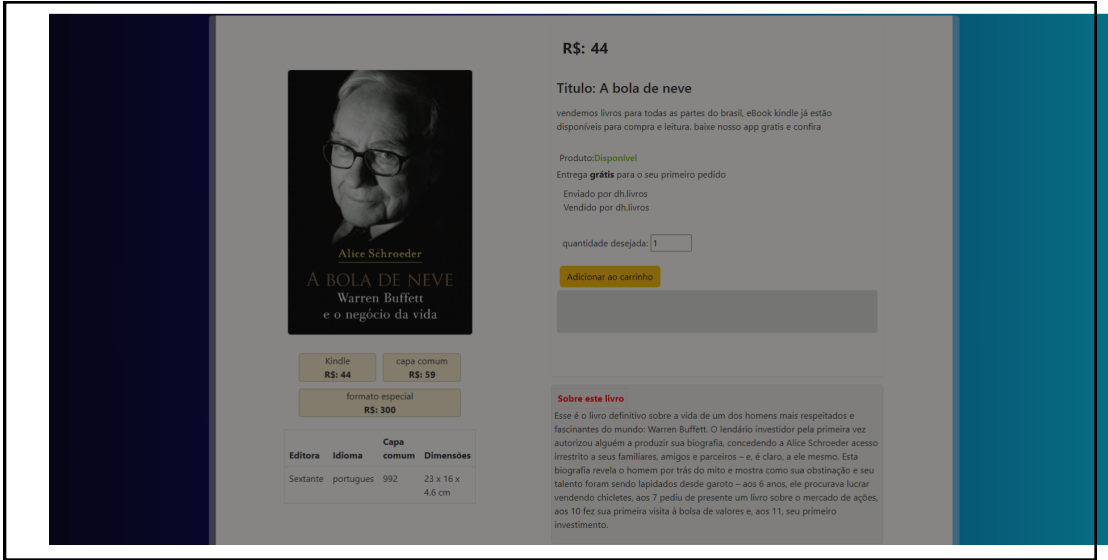 R$: 44
Titulo: A bola de neve
vendemos livros para todas as partes do brasil, eBook kindle já estão
disponíveis para compra e leitura. baixe nosso app gratis e confira
Produto:Disponível
Entrega grátis para o seu primeiro pedido
Enviado por dh.livros
Vendido por dh.livros
quantidade desejada: 1
Adicionar ao carrinho
Alice Schroeder
A BOLA DE NEVE
Warren Buffett
e o negócio da vida
Kindle
R$: 44
capa comum
R$: 59
formato especial
R$: 300
Editora Idioma Capa comum Dimensões
Sextante portugues 992 23 x 16 x
4.6 cm
Sobre este livro
Esse é o livro definitivo sobre a vida de um dos homens mais respeitados e
fascinantes do mundo: Warren Buffett. O lendário investidor pela primeira vez
autorizou alguém a produzir sua biografia, concedendo a Alice Schroeder acesso
irrestrito a seus familiares, amigos e parceiros – e, é claro, a ele mesmo. Esta
biografia revela o homem por trás do mito e mostra como sua obstinação e seu
talento foram sendo lapidados desde garoto – aos 6 anos, ele procurava lucrar
vendendo chicletes, aos 7 pediu de presente um livro sobre o mercado de ações,
aos 10 fez sua primeira visita à bolsa de valores e, aos 11, seu primeiro
investimento.